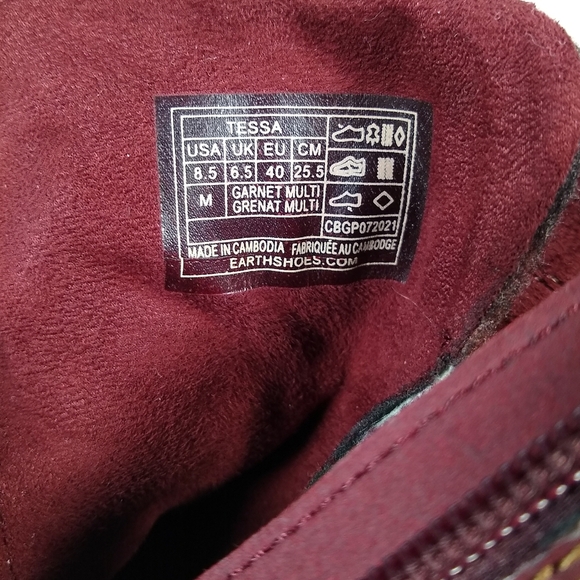 TESSA
USA UK EU CM
8.5 6.5 40 25.5
M GARNET MULTI
GRENAT MULTI
CBGP072021
MADE IN CAMBODIA FABRIQUÉE AU CAMBODGE
EARTHSHOES.COM